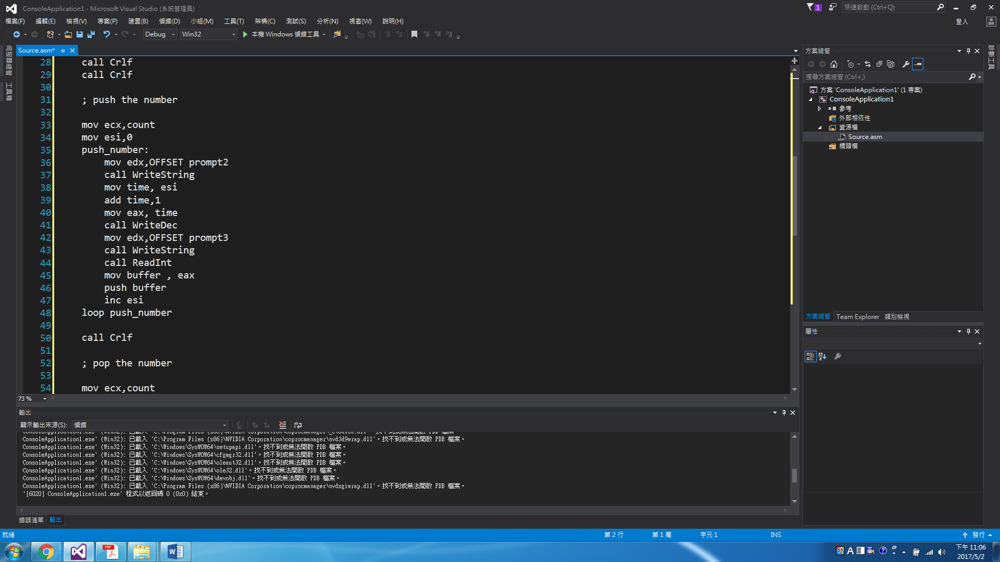 ConsoleApplication1 - Microsoft Visual Studio (系統管理員)
1
快速啟動 (Ctrl+Q)
檔案(F) 編輯(E) 檢視(V) 專案(P) 建置(B) 偵錯(D) 小組(M) 工具(T) 架構(C) 測試(S) 分析(N) 視窗(W) 說明(H)
登入
Debug
Win32
本機 Windows 偵錯工具
伺服器總管
工具箱
Source.asm*
28 call Crlf
29 call Crlf
30
31 ; push the number
32
33 mov ecx,count
34 mov esi,0
35 push_number:
36 mov edx,OFFSET prompt2
37 call WriteString
38 mov time, esi
39 add time,1
40 mov eax, time
41 call WriteDec
42 mov edx,OFFSET prompt3
43 call WriteString
44 call ReadInt
45 mov buffer , eax
46 push buffer
47 inc esi
48 loop push_number
49
50 call Crlf
51
52 ; pop the number
53
54 mov ecx,count
73 %
方案總管
搜尋方案總管 (Ctrl+;)
方案 'ConsoleApplication1' (1 專案)
ConsoleApplication1
參考
外部相依性
資源檔
Source.asm
標頭檔
方案總管 Team Explorer 類別檢視
屬性
診斷工具
輸出
顯示輸出來源(S): 偵錯
ConsoleApplication1.exe' (Win32): 已載入 'C:\Program Files (x86)\NVIDIA Corporation\coprocmanager\nvd3d9wrap.dll'。找不到或無法開啟 PDB 檔案。
ConsoleApplication1.exe' (Win32): 已載入 'C:\Windows\SysWOW64\setupapi.dll'。找不到或無法開啟 PDB 檔案。
ConsoleApplication1.exe' (Win32): 已載入 'C:\Windows\SysWOW64\cfgmgr32.dll'。找不到或無法開啟 PDB 檔案。
ConsoleApplication1.exe' (Win32): 已載入 'C:\Windows\SysWOW64\oleaut32.dll'。找不到或無法開啟 PDB 檔案。
ConsoleApplication1.exe' (Win32): 已載入 'C:\Windows\SysWOW64\ole32.dll'。找不到或無法開啟 PDB 檔案。
ConsoleApplication1.exe' (Win32): 已載入 'C:\Windows\SysWOW64\devobj.dll'。找不到或無法開啟 PDB 檔案。
ConsoleApplication1.exe' (Win32): 已載入 'C:\Program Files (x86)\NVIDIA Corporation\coprocmanager\nvdxgiwrap.dll'。找不到或無法開啟 PDB 檔案。
'[6020] ConsoleApplication1.exe' 程式以返回碼 0 (0x0) 結束。
錯誤清單 輸出
就緒
第 2 行
第 1 欄
字元 1
INS
發行
PDF
下午 11:06
2017/5/2